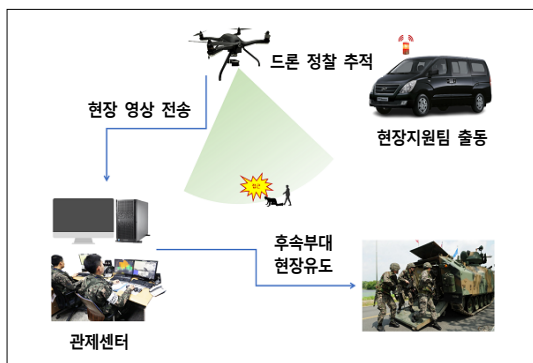 드론 정찰 추적
현장 영상 전송
현장지원팀 출동
후속부대
현장유도
관제센터